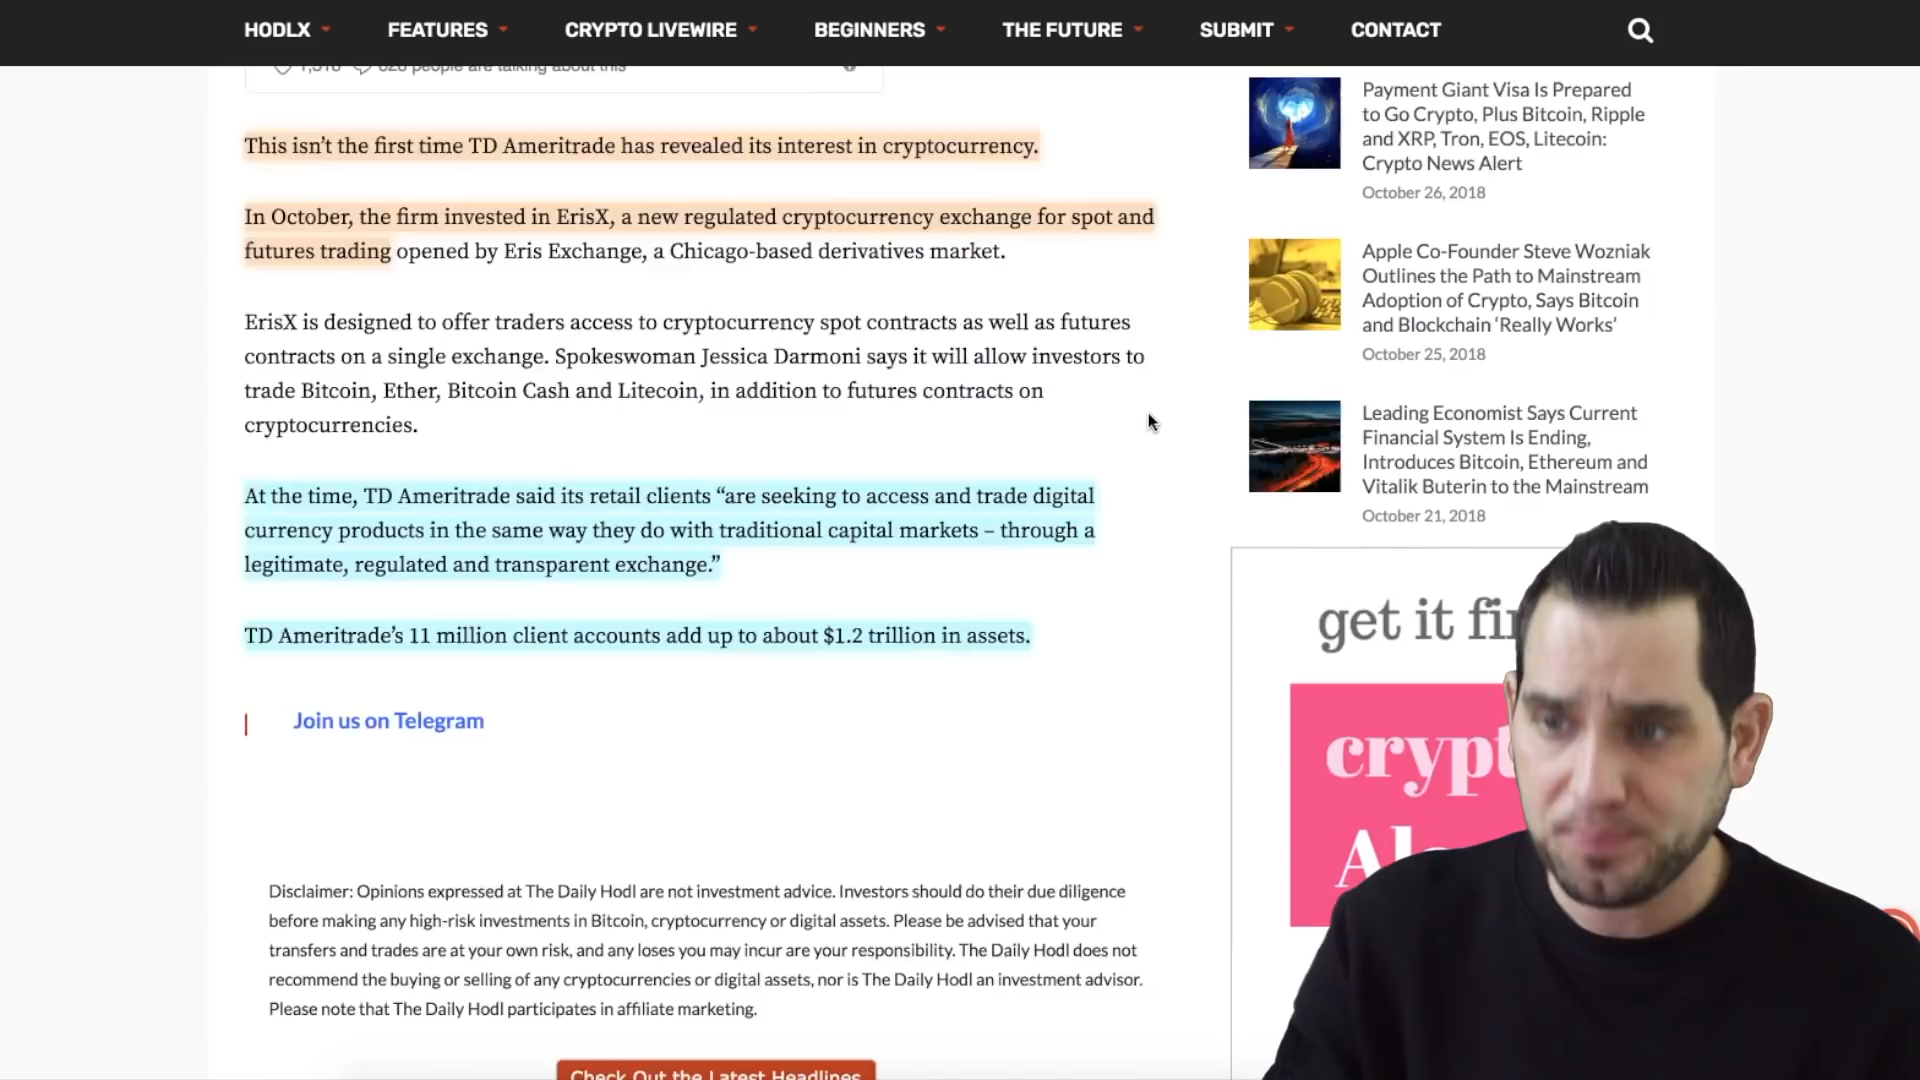 HODLX FEATURES CRYPTO LIVEWIRE BEGINNERS THE FUTURE SUBMIT CONTACT
people are talking about this
This isn’t the first time TD Ameritrade has revealed its interest in cryptocurrency.
In October, the firm invested in ErisX, a new regulated cryptocurrency exchange for spot and
futures trading opened by Eris Exchange, a Chicago-based derivatives market.
ErisX is designed to offer traders access to cryptocurrency spot contracts as well as futures
contracts on a single exchange. Spokeswoman Jessica Darmoni says it will allow investors to
trade Bitcoin, Ether, Bitcoin Cash and Litecoin, in addition to futures contracts on
cryptocurrencies.
At the time, TD Ameritrade said its retail clients “are seeking to access and trade digital
currency products in the same way they do with traditional capital markets – through a
legitimate, regulated and transparent exchange.”
TD Ameritrade’s 11 million client accounts add up to about $1.2 trillion in assets.
Join us on Telegram
Disclaimer: Opinions expressed at The Daily Hodl are not investment advice. Investors should do their due diligence
before making any high-risk investments in Bitcoin, cryptocurrency or digital assets. Please be advised that your
transfers and trades are at your own risk, and any loses you may incur are your responsibility. The Daily Hodl does not
recommend the buying or selling of any cryptocurrencies or digital assets, nor is The Daily Hodl an investment advisor.
Please note that The Daily Hodl participates in affiliate marketing.
Check Out the Latest Headlines
Payment Giant Visa Is Prepared
to Go Crypto, Plus Bitcoin, Ripple
and XRP, Tron, EOS, Litecoin:
Crypto News Alert
October 26, 2018
Apple Co-Founder Steve Wozniak
Outlines the Path to Mainstream
Adoption of Crypto, Says Bitcoin
and Blockchain ‘Really Works’
October 25, 2018
Leading Economist Says Current
Financial System Is Ending,
Introduces Bitcoin, Ethereum and
Vitalik Buterin to the Mainstream
October 21, 2018
get it fi
crypt
Al